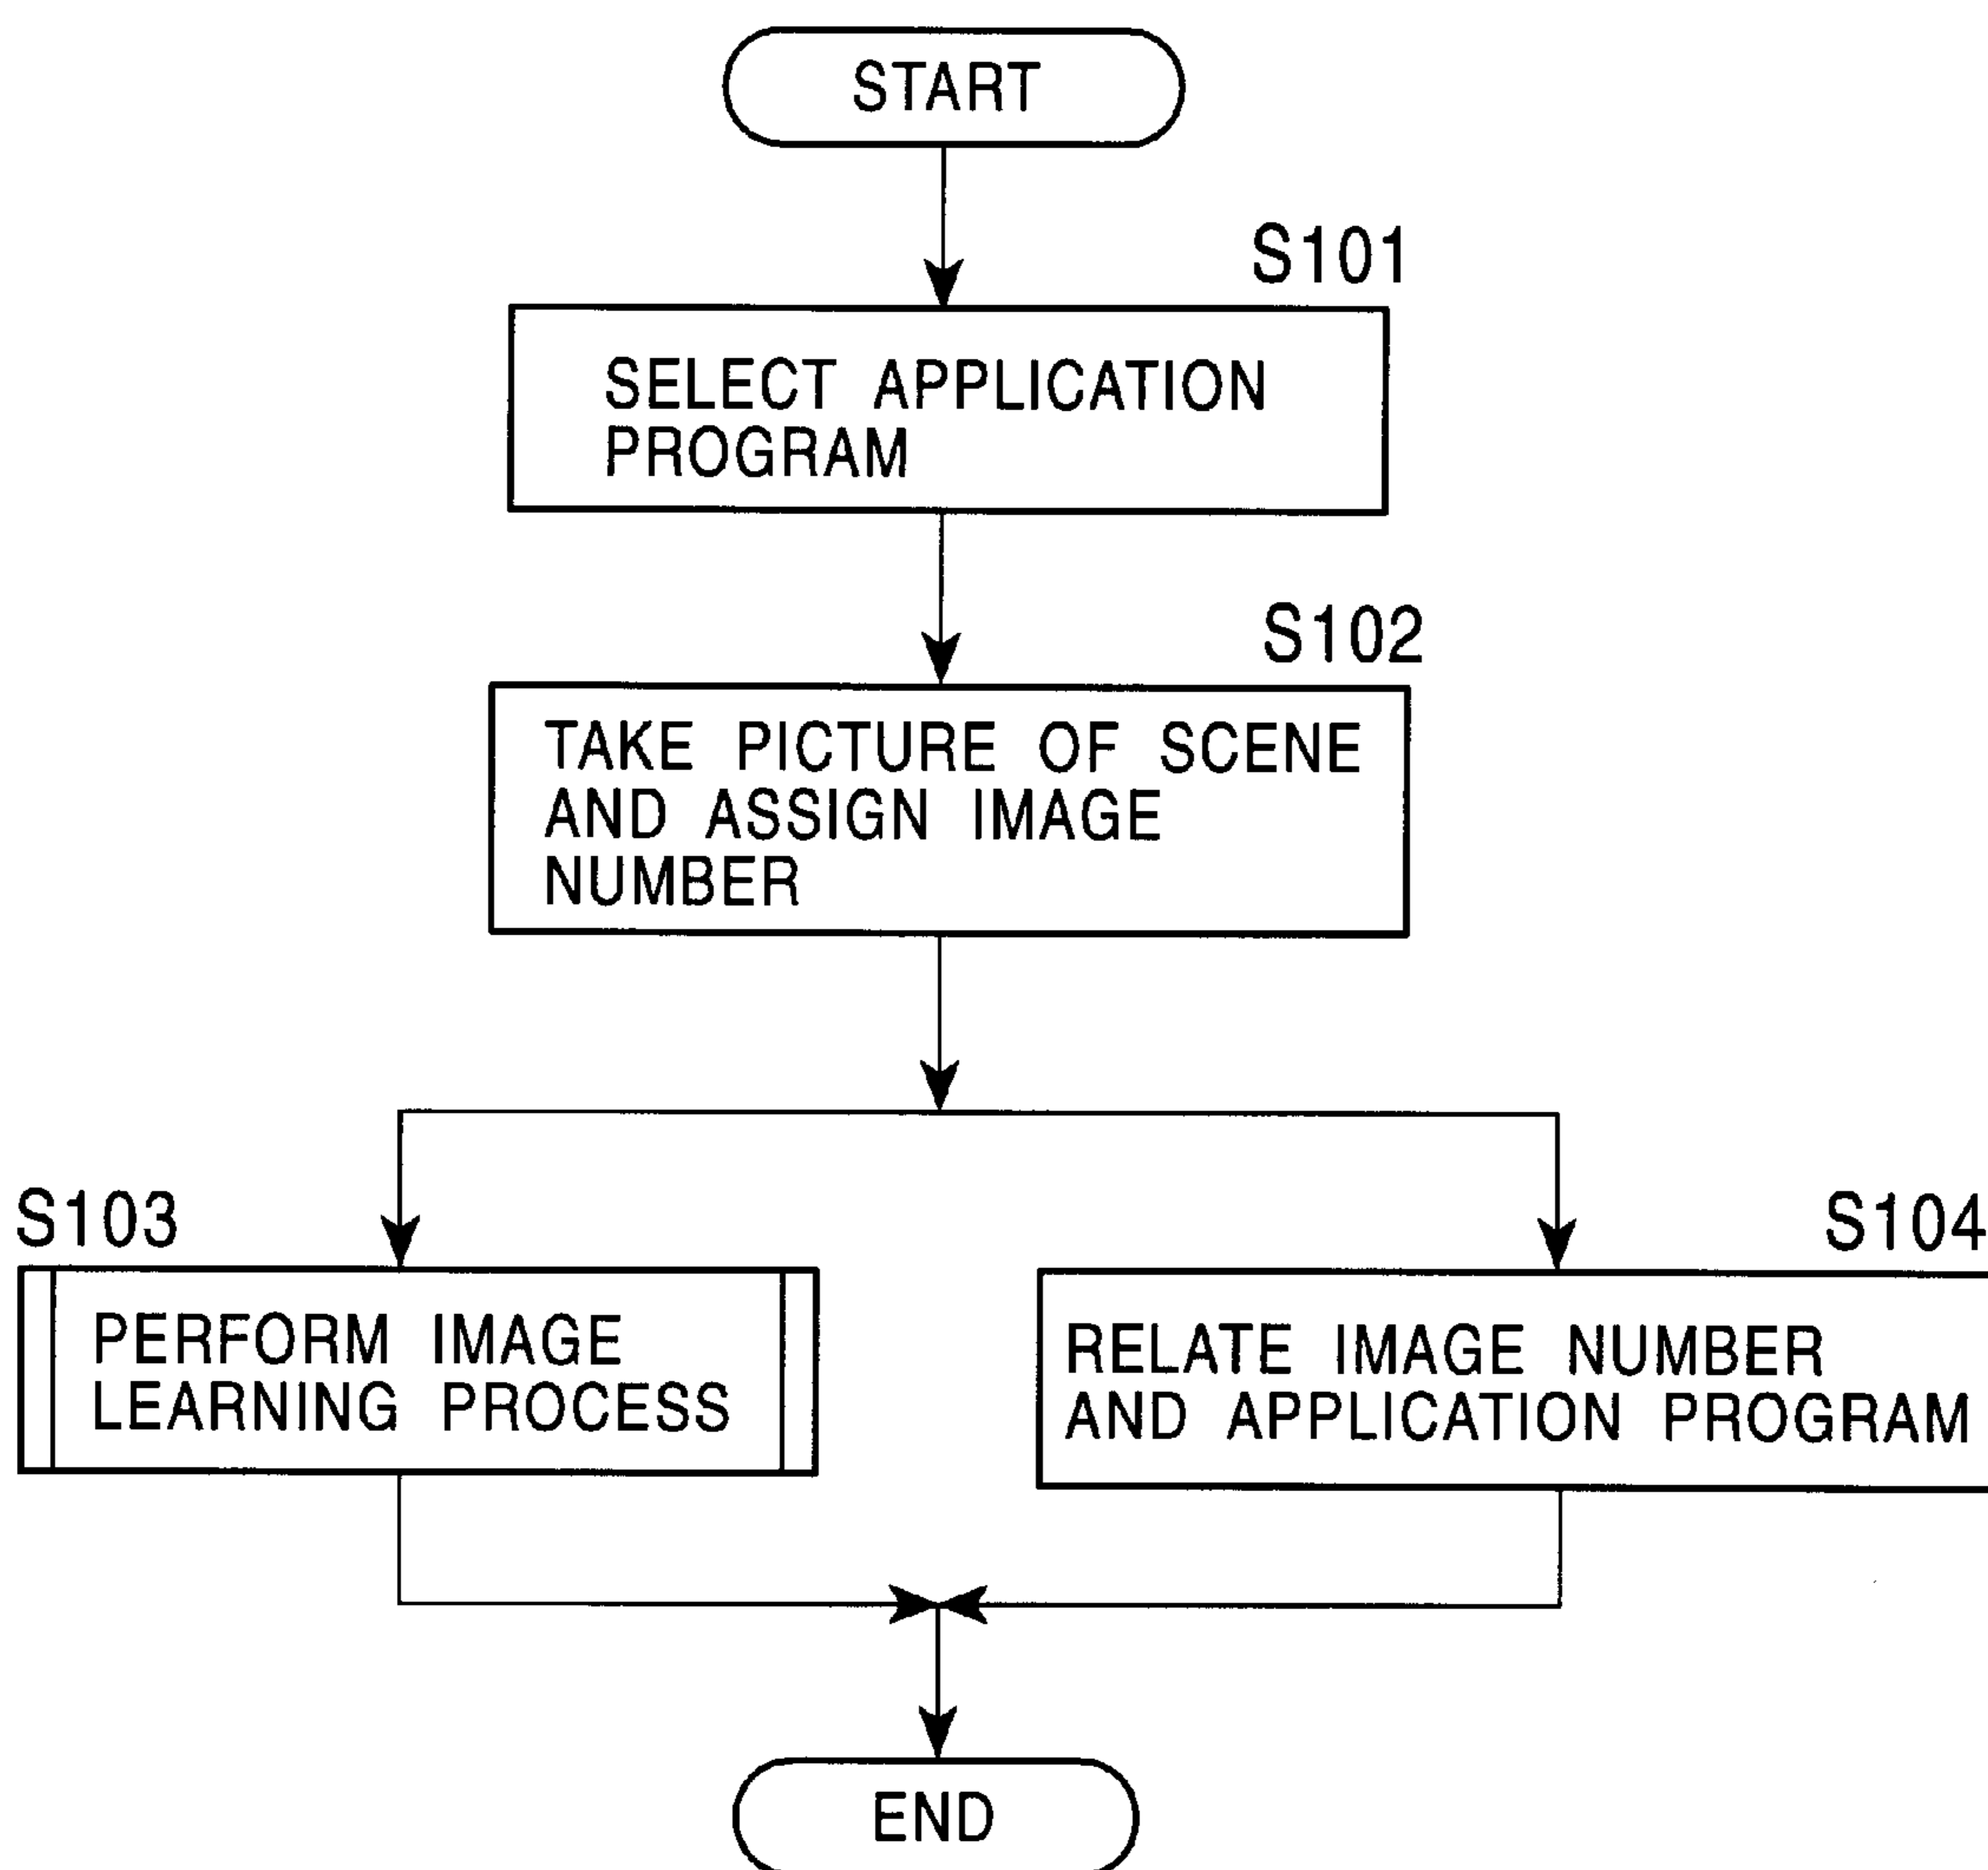 START
S101
SELECT APPLICATION
PROGRAM
S102
TAKE PICTURE OF SCENE
AND ASSIGN IMAGE
NUMBER
S103
PERFORM IMAGE
LEARNING PROCESS
S104
RELATE IMAGE NUMBER
AND APPLICATION PROGRAM
END